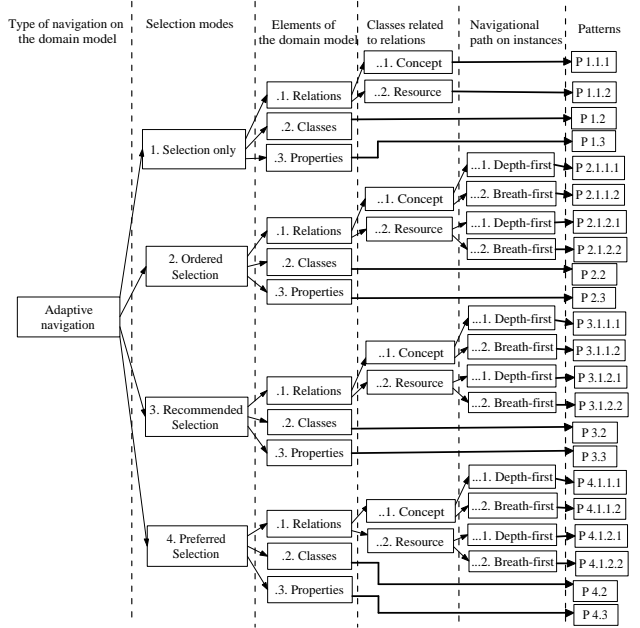 Type of navigation on
the domain model
Selection modes
Elements of
the domain model
Classes related
to relations
Navigational
path on instances
Patterns
Adaptive
navigation
1. Selection only
.1. Relations
..1. Concept
P 1.1.1
..2. Resource
P 1.1.2
.2. Classes
P 1.2
.3. Properties
P 1.3
2. Ordered
Selection
.1. Relations
..1. Concept
...1. Depth-first
P 2.1.1.1
...2. Breath-first
P 2.1.1.2
..2. Resource
...1. Depth-first
P 2.1.2.1
...2. Breath-first
P 2.1.2.2
.2. Classes
P 2.2
.3. Properties
P 2.3
3. Recommended
Selection
.1. Relations
..1. Concept
...1. Depth-first
P 3.1.1.1
...2. Breath-first
P 3.1.1.2
..2. Resource
...1. Depth-first
P 3.1.2.1
...2. Breath-first
P 3.1.2.2
.2. Classes
P 3.2
.3. Properties
P 3.3
4. Preferred
Selection
.1. Relations
..1. Concept
...1. Depth-first
P 4.1.1.1
...2. Breath-first
P 4.1.1.2
..2. Resource
...1. Depth-first
P 4.1.2.1
...2. Breath-first
P 4.1.2.2
.2. Classes
P 4.2
.3. Properties
P 4.3